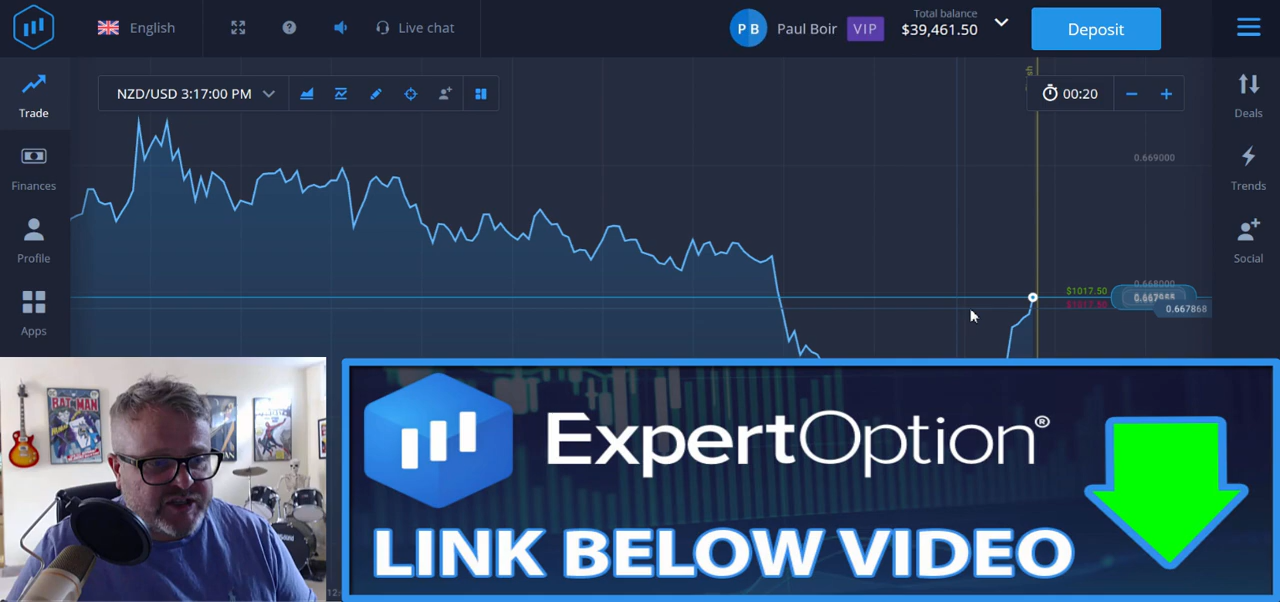 English
Live chat
PB
Paul Boir
VIP
Total balance
$39,461.50
Deposit
Trade
NZD/USD 3:17:00 PM
00:20
Deals
Finances
0.669000
Trends
Profile
Social
0.668000
$1017.50
$1017.50
0.667868
Apps
BATMAN
ExpertOption®
LINK BELOW VIDEO